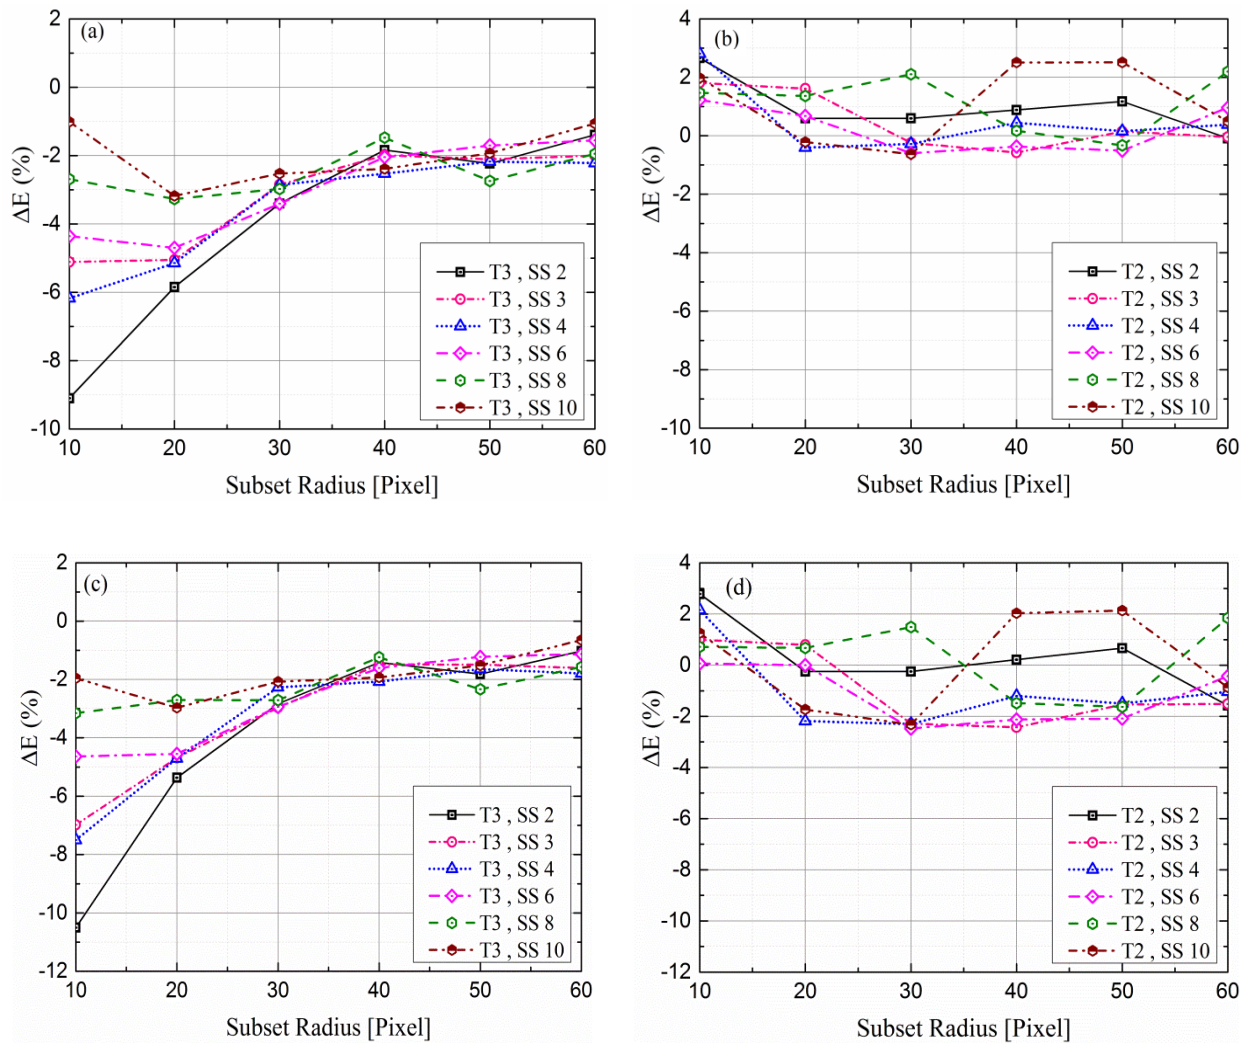 (a)
2
0
-2
-4
-6
-8
-10
ΔE (%)
T3 , SS 2
T3 , SS 3
T3 , SS 4
T3 , SS 6
T3 , SS 8
T3 , SS 10
10 20 30 40 50 60
Subset Radius [Pixel]
(b)
4
2
0
-2
-4
-6
-8
-10
ΔE (%)
T2 , SS 2
T2 , SS 3
T2 , SS 4
T2 , SS 6
T2 , SS 8
T2 , SS 10
10 20 30 40 50 60
Subset Radius [Pixel]
(c)
2
0
-2
-4
-6
-8
-10
-12
ΔE (%)
T3 , SS 2
T3 , SS 3
T3 , SS 4
T3 , SS 6
T3 , SS 8
T3 , SS 10
10 20 30 40 50 60
Subset Radius [Pixel]
(d)
4
2
0
-2
-4
-6
-8
-10
-12
ΔE (%)
T2 , SS 2
T2 , SS 3
T2 , SS 4
T2 , SS 6
T2 , SS 8
T2 , SS 10
10 20 30 40 50 60
Subset Radius [Pixel]